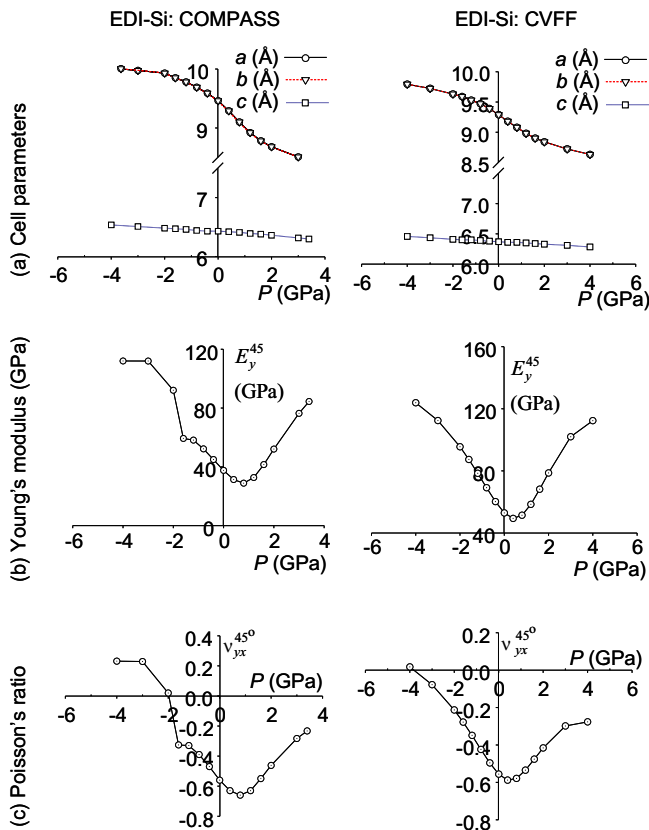 EDI-Si: COMPASS
EDI-Si: CVFF
(a) Cell parameters
a (Å)
b (Å)
c (Å)
10
9
7
6
-6 -4 -2 0 2 4
P (GPa)
a (Å)
b (Å)
c (Å)
10.0
9.5
9.0
8.5
6.5
6.0
-6 -4 -2 0 2 4 6
P (GPa)
(b) Young's modulus (GPa)
E_y^45
(GPa)
120
80
40
0
-6 -4 -2 0 2 4
P (GPa)
E_y^45
(GPa)
160
120
80
40
-6 -4 -2 0 2 4 6
P (GPa)
(c) Poisson's ratio
ν_yx^45°
0.4
0.2
0.0
-0.2
-0.4
-0.6
-0.8
-6 -4 -2 0 2 4
P (GPa)
ν_yx^45°
0.2
0.0
-0.2
-0.4
-0.6
-0.8
-6 -4 -2 0 2 4 6
P (GPa)